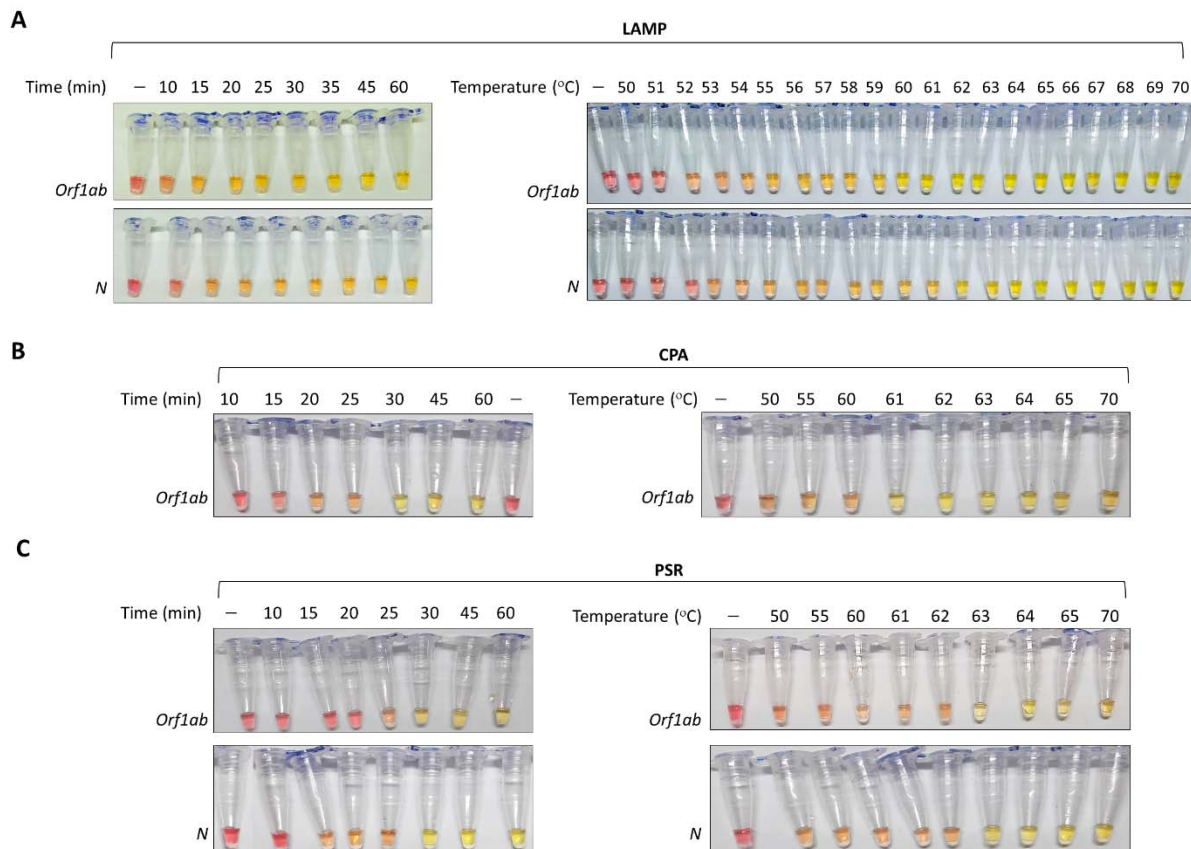 A
LAMP
Time (min) – 10 15 20 25 30 35 45 60 Temperature (°C) – 50 51 52 53 54 55 56 57 58 59 60 61 62 63 64 65 66 67 68 69 70
Orf1ab Orf1ab
N N
B
CPA
Time (min) 10 15 20 25 30 45 60 – Temperature (°C) – 50 55 60 61 62 63 64 65 70
Orf1ab Orf1ab
C
PSR
Time (min) – 10 15 20 25 30 45 60 Temperature (°C) – 50 55 60 61 62 63 64 65 70
Orf1ab Orf1ab
N N